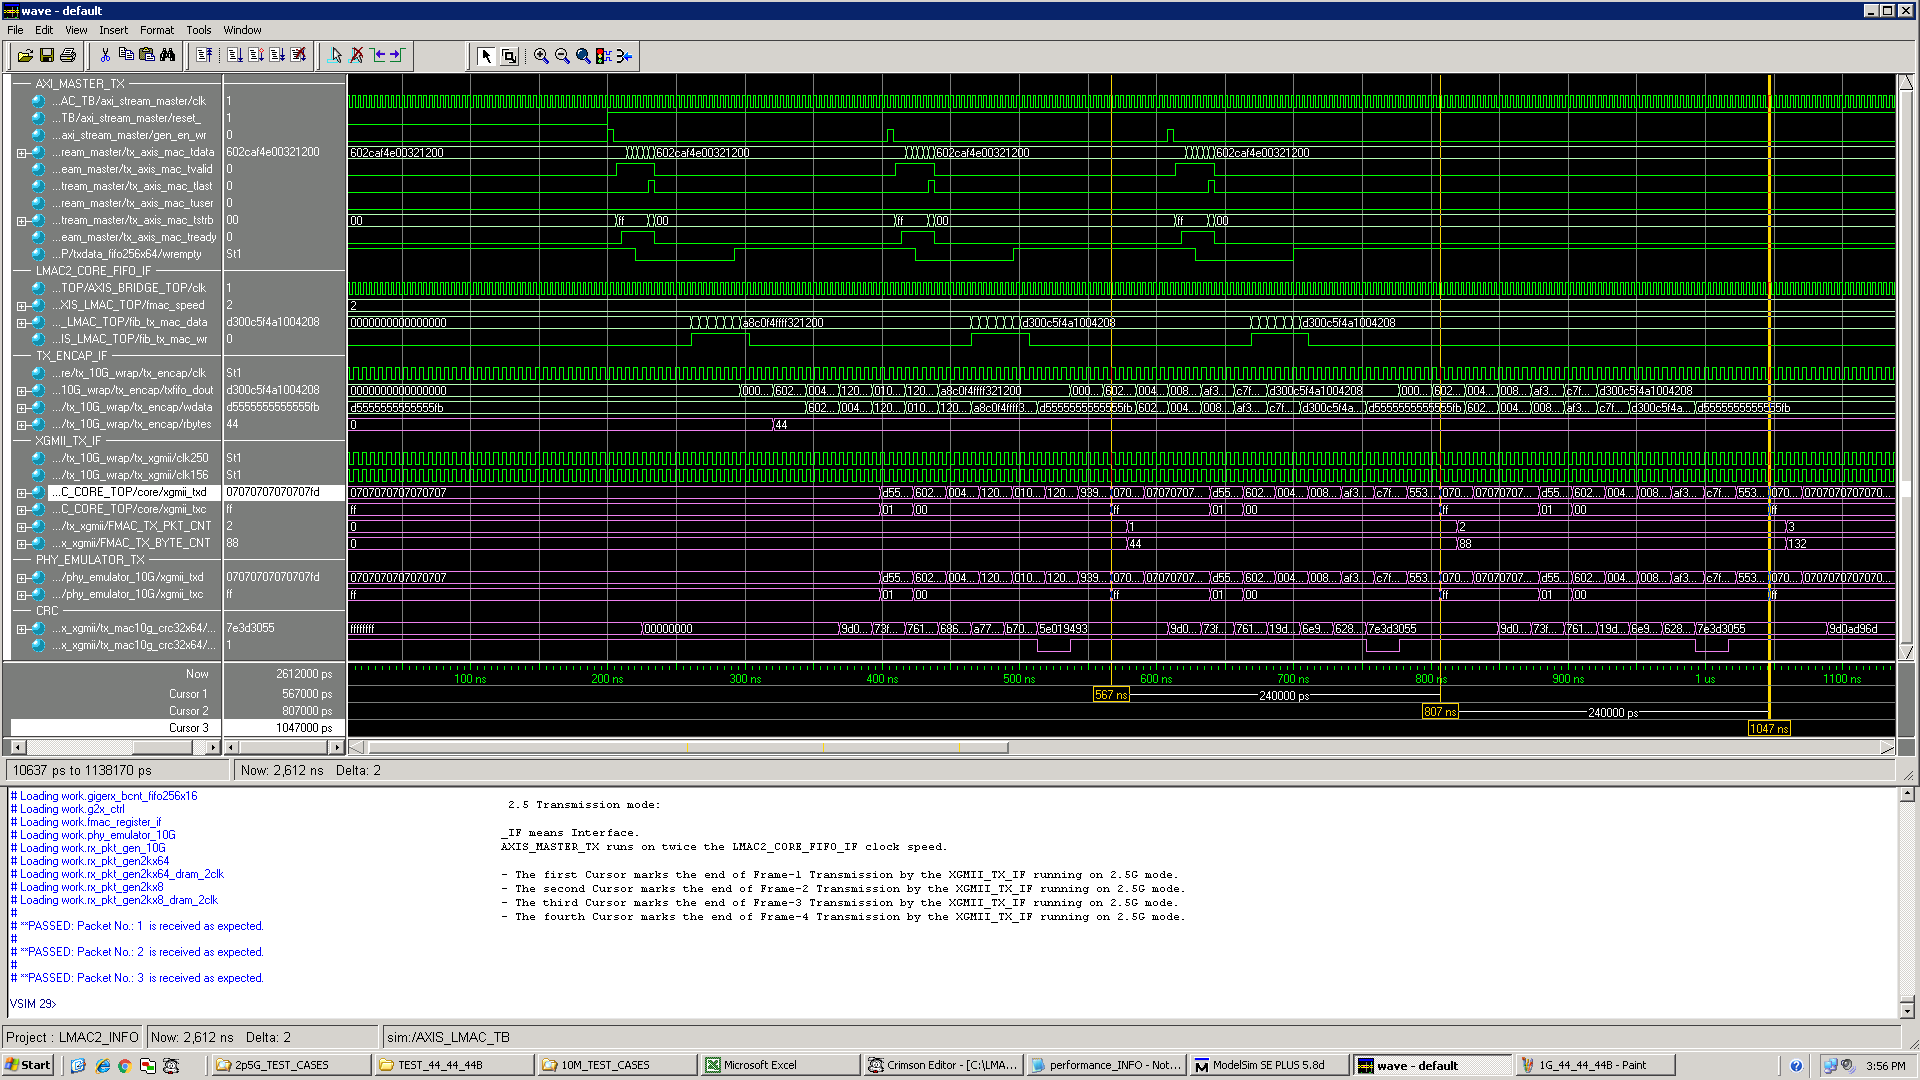 wave - default
File Edit View Insert Format Tools Window
AXI_MASTER_TX
...AC_TB/axi_stream_master/clk 1
...TB/axi_stream_master/reset_ 1
...axi_stream_master/gen_en_wr 0
...ream_master/tx_axis_mac_tdata 602caf4e00321200 602caf4e00321200 602caf4e00321200 602caf4e00321200 602caf4e00321200
...eam_master/tx_axis_mac_tvalid 0
...tream_master/tx_axis_mac_tlast 0
...ream_master/tx_axis_mac_tuser 0
...tream_master/tx_axis_mac_tstrb 00 00 ff 00 ff 00 ff 00
...eam_master/tx_axis_mac_tready 0
...P/txdata_fifo256x64/wrempty St1
LMAC2_CORE_FIFO_IF
...TOP/AXIS_BRIDGE_TOP/clk 1
...XIS_LMAC_TOP/fmac_speed 2 2
..._LMAC_TOP/fib_tx_mac_data d300c5f4a1004208 0000000000000000 a8c0f4ffff321200 d300c5f4a1004208 d300c5f4a1004208
...IS_LMAC_TOP/fib_tx_mac_wr 0
TX_ENCAP_IF
...re/tx_10G_wrap/tx_encap/clk St1
...10G_wrap/tx_encap/txfifo_dout d300c5f4a1004208 0000000000000000 000... 602... 004... 120... 010... 120... a8c0f4ffff321200 000... 602... 004... 008... af3... c7f... d300c5f4a1004208 000... 602... 004... 008... af3... c7f... d300c5f4a1004208
.../tx_10G_wrap/tx_encap/wdata d5555555555555fb d5555555555555fb 602... 004... 120... 010... 120... a8c0f4ffff3... d5555555555555fb 602... 004... 008... af3... c7f... d300c5f4a... d5555555555555fb 602... 004... 008... af3... c7f... d300c5f4a... d5555555555555fb
.../tx_10G_wrap/tx_encap/rbytes 44 0 44
XGMII_TX_IF
.../tx_10G_wrap/tx_xgmii/clk250 St1
.../tx_10G_wrap/tx_xgmii/clk156 St1
...C_CORE_TOP/core/xgmii_txd 07070707070707fd 0707070707070707 d55... 602... 004... 120... 010... 120... 939... 070... 07070707... d55... 602... 004... 008... af3... c7f... 553... 070... 07070707... d55... 602... 004... 008... af3... c7f... 553... 070... 0707070707070...
...C_CORE_TOP/core/xgmii_txc ff ff 01 00 ff 01 00 ff 01 00 ff
.../tx_xgmii/FMAC_TX_PKT_CNT 2 0 1 2 3
...x_xgmii/FMAC_TX_BYTE_CNT 88 0 44 88 132
PHY_EMULATOR_TX
.../phy_emulator_10G/xgmii_txd 07070707070707fd 0707070707070707 d55... 602... 004... 120... 010... 120... 939... 070... 07070707... d55... 602... 004... 008... af3... c7f... 553... 070... 07070707... d55... 602... 004... 008... af3... c7f... 553... 070... 0707070707070...
.../phy_emulator_10G/xgmii_txc ff ff 01 00 ff 01 00 ff 01 00 ff
CRC
...x_xgmii/tx_mac10g_crc32x64/... 7e3d3055 ffffffff 00000000 9d0... 73f... 761... 686... a77... b70... 5e019493 9d0... 73f... 761... 19d... 6e9... 628... 7e3d3055 9d0... 73f... 761... 19d... 6e9... 628... 7e3d3055 9d0ad96d
...x_xgmii/tx_mac10g_crc32x64/... 1
Now 2612000 ps 100 ns 200 ns 300 ns 400 ns 500 ns 600 ns 700 ns 800 ns 900 ns 1 us 1100 ns
Cursor 1 567000 ps 567 ns 240000 ps
Cursor 2 807000 ps 807 ns 240000 ps
Cursor 3 1047000 ps 1047 ns
10637 ps to 1138170 ps Now: 2,612 ns Delta: 2
# Loading work.gigerx_bcnt_fifo256x16
# Loading work.g2x_ctrl
# Loading work.fmac_register_if
# Loading work.phy_emulator_10G
# Loading work.rx_pkt_gen_10G
# Loading work.rx_pkt_gen2kx64
# Loading work.rx_pkt_gen2kx64_dram_2clk
# Loading work.rx_pkt_gen2kx8
# Loading work.rx_pkt_gen2kx8_dram_2clk
#
# **PASSED: Packet No.: 1 is received as expected.
#
# **PASSED: Packet No.: 2 is received as expected.
#
# **PASSED: Packet No.: 3 is received as expected.
VSIM 29>
2.5 Transmission mode:
_IF means Interface.
AXIS_MASTER_TX runs on twice the LMAC2_CORE_FIFO_IF clock speed.
- The first Cursor marks the end of Frame-1 Transmission by the XGMII_TX_IF running on 2.5G mode.
- The second Cursor marks the end of Frame-2 Transmission by the XGMII_TX_IF running on 2.5G mode.
- The third Cursor marks the end of Frame-3 Transmission by the XGMII_TX_IF running on 2.5G mode.
- The fourth Cursor marks the end of Frame-4 Transmission by the XGMII_TX_IF running on 2.5G mode.
Project : LMAC2_INFO Now: 2,612 ns Delta: 2 sim:/AXIS_LMAC_TB
Start 2p5G_TEST_CASES TEST_44_44_44B 10M_TEST_CASES Microsoft Excel Crimson Editor - [C:\LMA... performance_INFO - Not... ModelSim SE PLUS 5.8d wave - default 1G_44_44_44B - Paint 3:56 PM